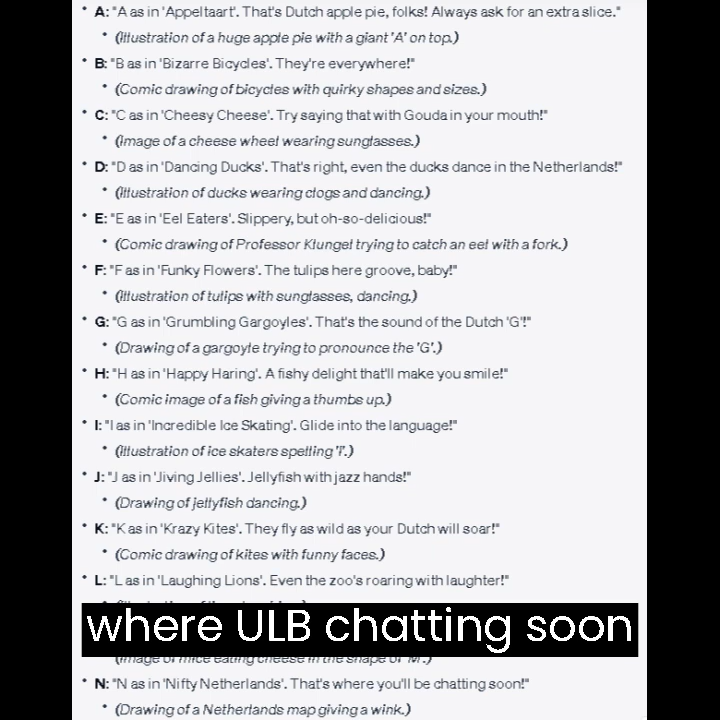 • A: "A as in 'Appeltaart'. That's Dutch apple pie, folks! Always ask for an extra slice."
• (Illustration of a huge apple pie with a giant 'A' on top.)
• B: "B as in 'Bizarre Bicycles'. They're everywhere!"
• (Comic drawing of bicycles with quirky shapes and sizes.)
• C: "C as in 'Cheesy Cheese'. Try saying that with Gouda in your mouth!"
• (Image of a cheese wheel wearing sunglasses.)
• D: "D as in 'Dancing Ducks'. That's right, even the ducks dance in the Netherlands!"
• (Illustration of ducks wearing clogs and dancing.)
• E: "E as in 'Eel Eaters'. Slippery, but oh-so-delicious!"
• (Comic drawing of Professor Klungel trying to catch an eel with a fork.)
• F: "F as in 'Funky Flowers'. The tulips here groove, baby!"
• (Illustration of tulips with sunglasses, dancing.)
• G: "G as in 'Grumbling Gargoyles'. That's the sound of the Dutch 'G'!"
• (Drawing of a gargoyle trying to pronounce the 'G'.)
• H: "H as in 'Happy Haring'. A fishy delight that'll make you smile!"
• (Comic image of a fish giving a thumbs up.)
• I: "I as in 'Incredible Ice Skating'. Glide into the language!"
• (Illustration of ice skaters spelling 'I'.)
• J: "J as in 'Jiving Jellies'. Jellyfish with jazz hands!"
• (Drawing of jellyfish dancing.)
• K: "K as in 'Krazy Kites'. They fly as wild as your Dutch will soar!"
• (Comic drawing of kites with funny faces.)
• L: "L as in 'Laughing Lions'. Even the zoo's roaring with laughter!"
where ULB chatting soon
(Image of mice eating cheese in the shape of 'M'.)
• N: "N as in 'Nifty Netherlands'. That's where you'll be chatting soon!"
• (Drawing of a Netherlands map giving a wink.)